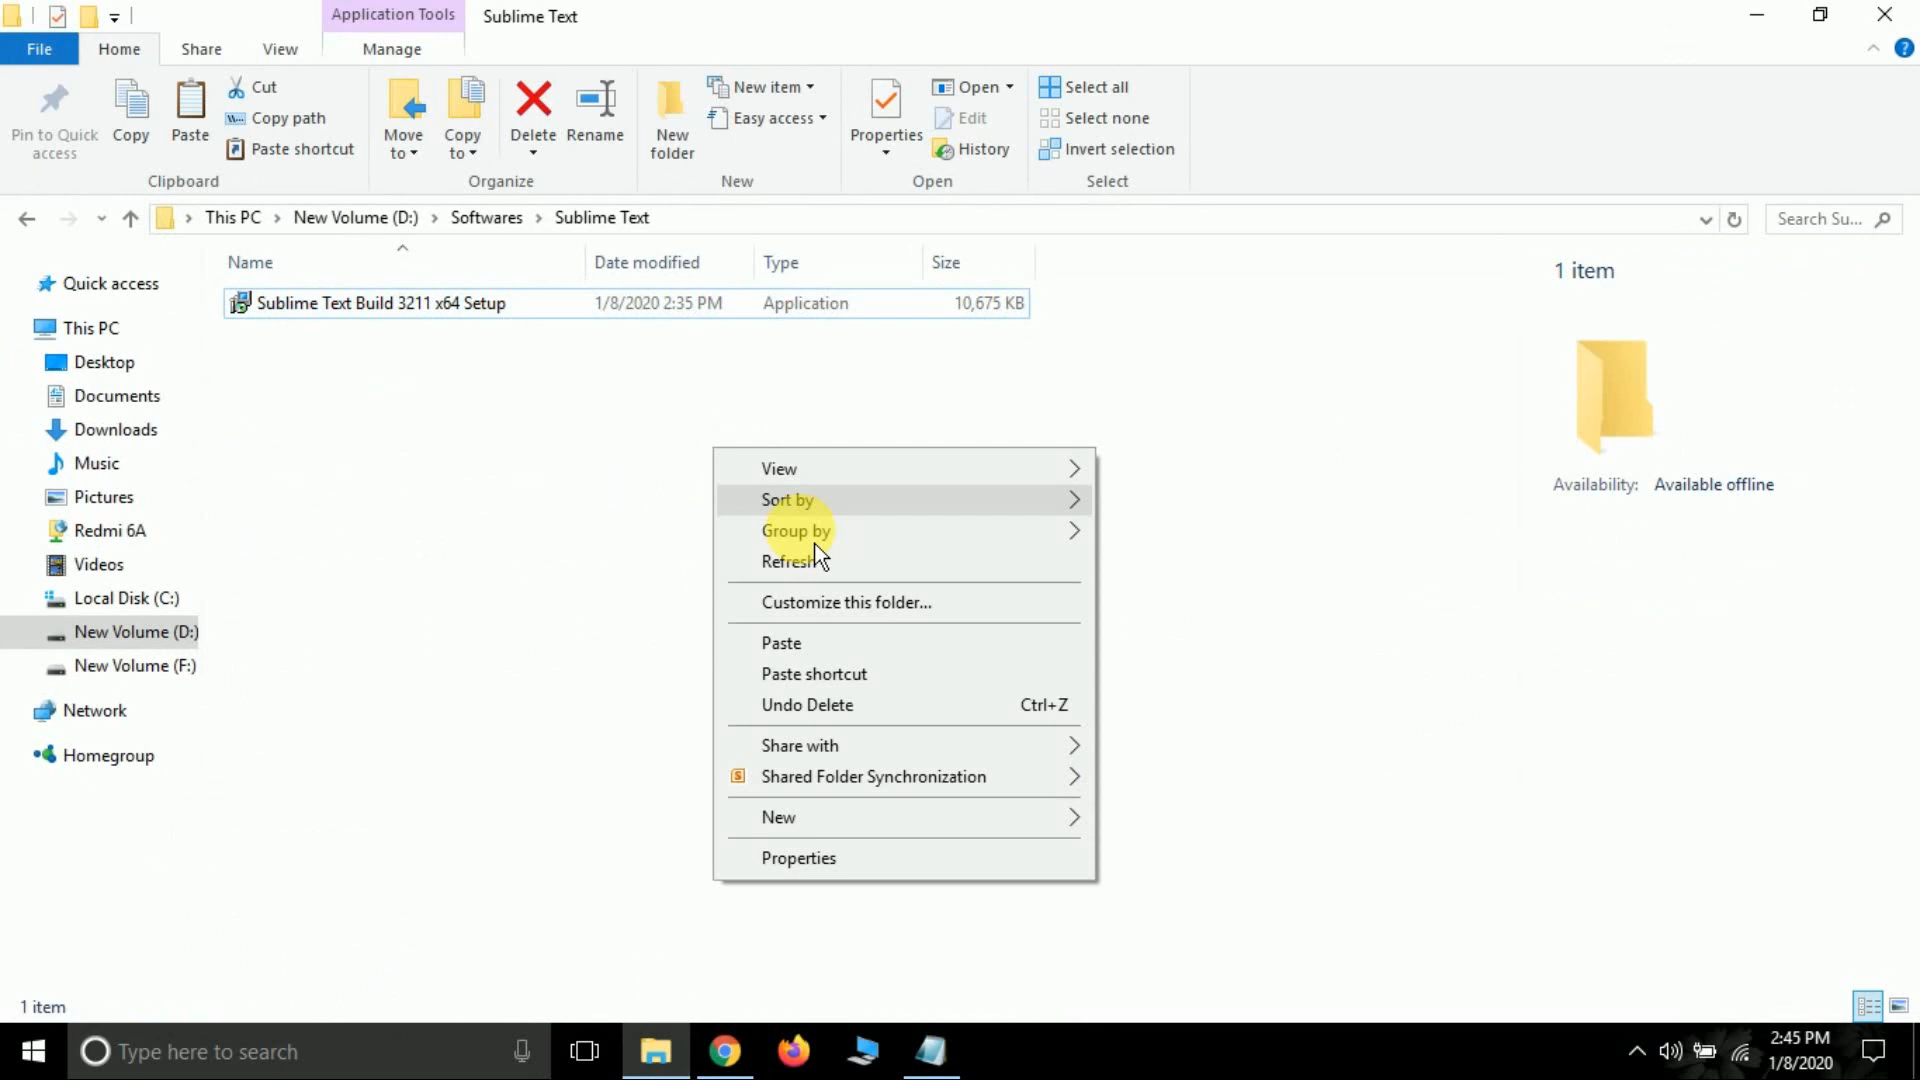 Application Tools
Sublime Text
File
Home
Share
View
Manage
Pin to Quick access
Copy
Paste
Cut
Copy path
Paste shortcut
Clipboard
Move to
Copy to
Delete
Rename
Organize
New folder
New item
Easy access
New
Properties
Open
Edit
History
Open
Select all
Select none
Invert selection
Select
This PC
New Volume (D:)
Softwares
Sublime Text
Search Su...
Name
Date modified
Type
Size
Sublime Text Build 3211 x64 Setup
1/8/2020 2:35 PM
Application
10,675 KB
1 item
Availability: Available offline
Quick access
This PC
Desktop
Documents
Downloads
Music
Pictures
Redmi 6A
Videos
Local Disk (C:)
New Volume (D:)
New Volume (F:)
Network
Homegroup
View
Sort by
Group by
Refresh
Customize this folder...
Paste
Paste shortcut
Undo Delete Ctrl+Z
Share with
Shared Folder Synchronization
New
Properties
1 item
Type here to search
2:45 PM
1/8/2020